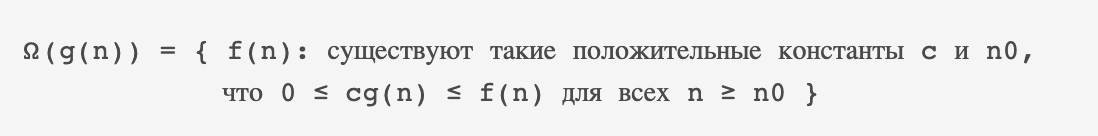 Ω(g(n)) = { f(n): существуют такие положительные константы c и n0,
что 0 ≤ cg(n) ≤ f(n) для всех n ≥ n0 }